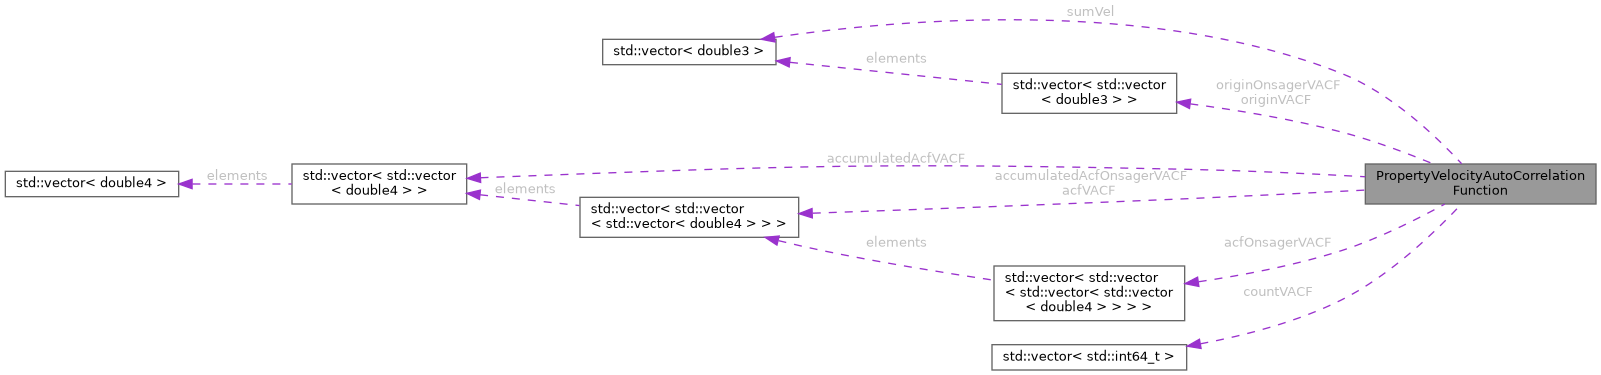 sumVel
std::vector< double3 >
elements
std::vector< std::vector
< double3 > >
originOnsagerVACF
originVACF
accumulatedAcfVACF
std::vector< double4 >
elements
std::vector< std::vector
< double4 > >
elements
accumulatedAcfOnsagerVACF
acfVACF
PropertyVelocityAutoCorrelation
Function
std::vector< std::vector
< std::vector< double4 > > >
elements
acfOnsagerVACF
std::vector< std::vector
< std::vector< std::vector
< double4 > > > >
countVACF
std::vector< std::int64_t >